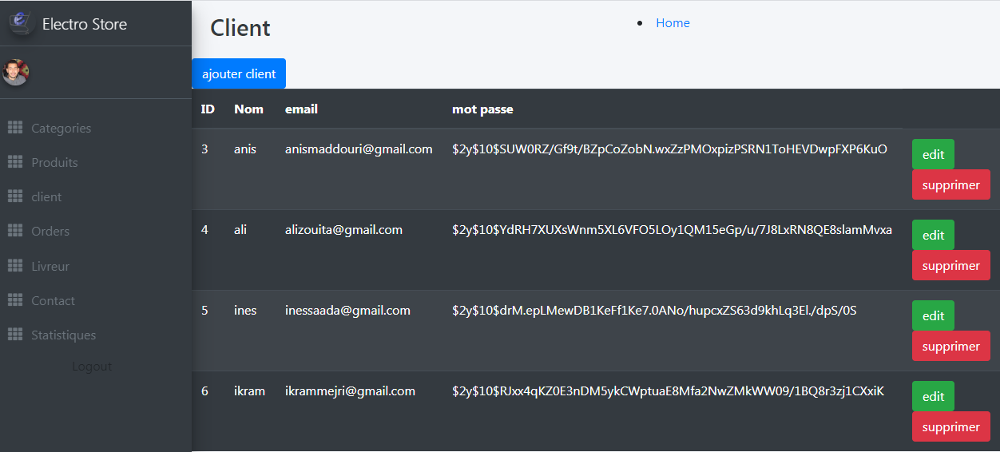 Electro Store
Client
Home
ajouter client
Categories
Produits
client
Orders
Livreur
Contact
Statistiques
Logout
ID Nom email mot passe
3 anis anismaddouri@gmail.com $2y$10$SUW0RZ/Gf9t/BZpCoZobN.wxZzPMOxpizPSRN1ToHEVDwpFXP6KuO
edit
supprimer
4 ali alizouita@gmail.com $2y$10$YdRH7XUXsWnm5XL6VFO5LOy1QM15eGp/u/7J8LxRN8QE8slamMvxa
edit
supprimer
5 ines inessaada@gmail.com $2y$10$drM.epLMewDB1KeFf1Ke7.0ANo/hupcxZS63d9khLq3El./dpS/0S
edit
supprimer
6 ikram ikrammejri@gmail.com $2y$10$RJxx4qKZ0E3nDM5ykCWptuaE8Mfa2NwZMkWW09/1BQ8r3zj1CXxiK
edit
supprimer